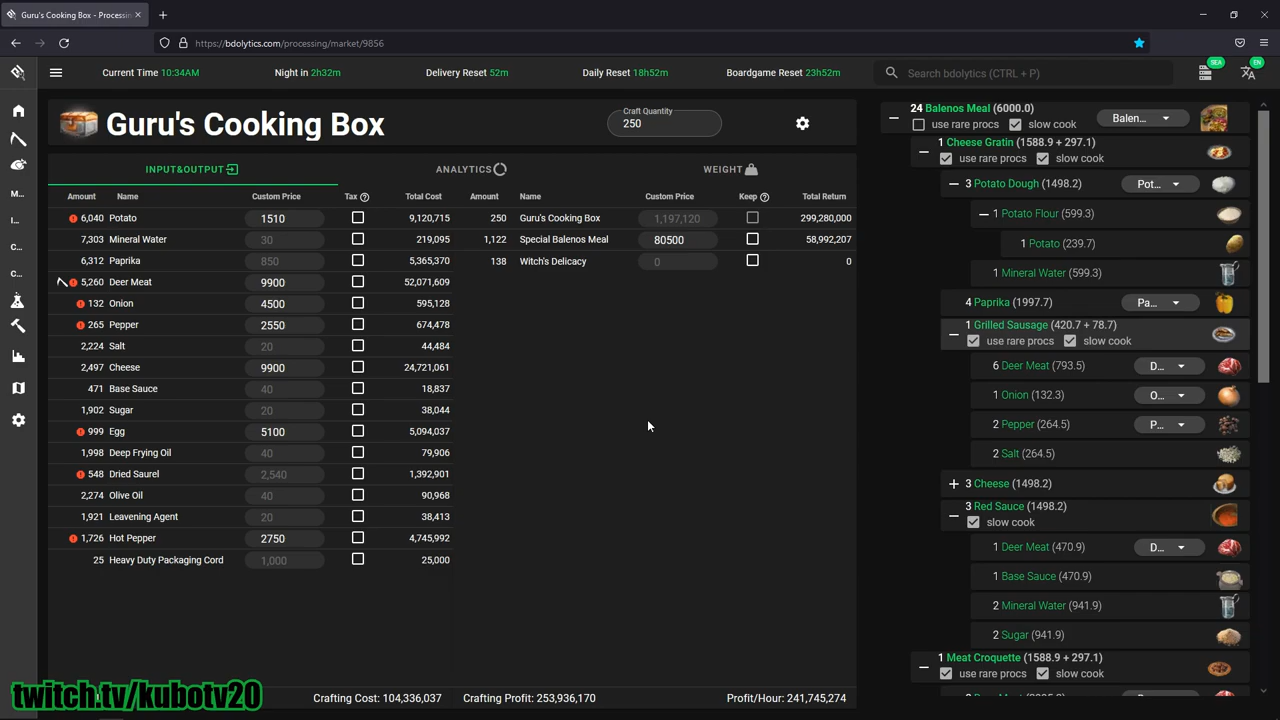 Guru's Cooking Box - Processin
https://bdolytics.com/processing/market/9856
Current Time 10:34AM
Night in 2h32m
Delivery Reset 52m
Daily Reset 18h52m
Boardgame Reset 23h52m
Search bdolytics (CTRL + P)
SEA
EN
Guru's Cooking Box
Craft Quantity
250
INPUT&OUTPUT
ANALYTICS
WEIGHT
Amount Name Custom Price Tax Total Cost
6,040 Potato 1510 9,120,715
7,303 Mineral Water 30 219,095
6,312 Paprika 850 5,365,370
5,260 Deer Meat 9900 52,071,609
132 Onion 4500 595,128
265 Pepper 2550 674,478
2,224 Salt 20 44,484
2,497 Cheese 9900 24,721,061
471 Base Sauce 40 18,837
1,902 Sugar 20 38,044
999 Egg 5100 5,094,037
1,998 Deep Frying Oil 40 79,906
548 Dried Saurel 2,540 1,392,901
2,274 Olive Oil 40 90,968
1,921 Leavening Agent 20 38,413
1,726 Hot Pepper 2750 4,745,992
25 Heavy Duty Packaging Cord 1,000 25,000
Amount Name Custom Price Keep Total Return
250 Guru's Cooking Box 1,197,120 299,280,000
1,122 Special Balenos Meal 80500 58,992,207
138 Witch's Delicacy 0 0
M...
I...
C...
C...
24 Balenos Meal (6000.0)
use rare procs slow cook
Balen...
1 Cheese Gratin (1588.9 + 297.1)
use rare procs slow cook
3 Potato Dough (1498.2) Pot...
1 Potato Flour (599.3)
1 Potato (239.7)
1 Mineral Water (599.3)
4 Paprika (1997.7) Pa...
1 Grilled Sausage (420.7 + 78.7)
use rare procs slow cook
6 Deer Meat (793.5) D...
1 Onion (132.3) O...
2 Pepper (264.5) P...
2 Salt (264.5)
3 Cheese (1498.2)
3 Red Sauce (1498.2)
slow cook
1 Deer Meat (470.9) D...
1 Base Sauce (470.9)
2 Mineral Water (941.9)
2 Sugar (941.9)
1 Meat Croquette (1588.9 + 297.1)
use rare procs slow cook
twitch.tv/kubotv20
Crafting Cost: 104,336,037
Crafting Profit: 253,936,170
Profit/Hour: 241,745,274